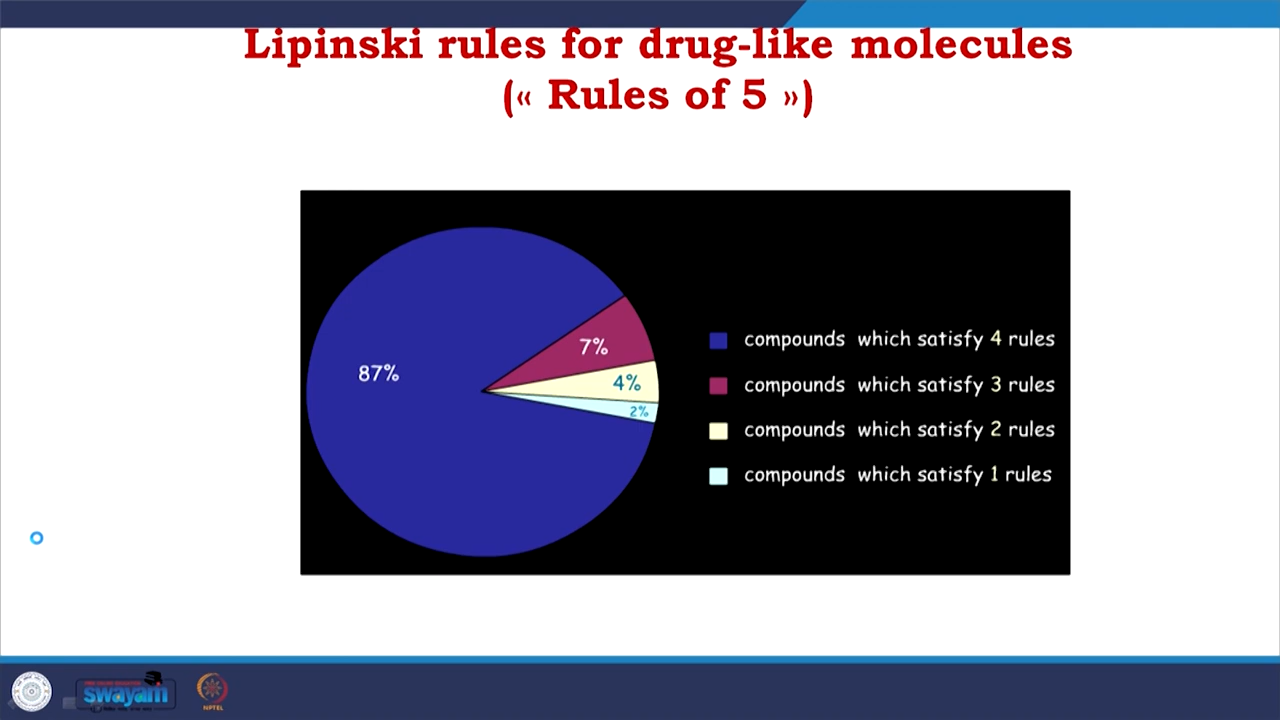 Lipinski rules for drug-like molecules
(« Rules of 5 »)
87%
7%
4%
2%
compounds which satisfy 4 rules
compounds which satisfy 3 rules
compounds which satisfy 2 rules
compounds which satisfy 1 rules
swayam
NPTEL